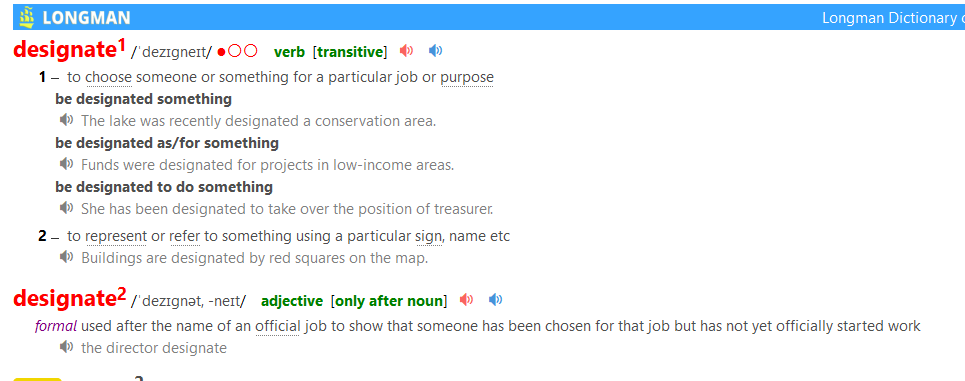 LONGMAN Longman Dictionary
designate1 /ˈdezɪɡneɪt/ ●○○ verb [transitive]
1 – to choose someone or something for a particular job or purpose
be designated something
The lake was recently designated a conservation area.
be designated as/for something
Funds were designated for projects in low-income areas.
be designated to do something
She has been designated to take over the position of treasurer.
2 – to represent or refer to something using a particular sign, name etc
Buildings are designated by red squares on the map.
designate2 /ˈdezɪɡnət, -neɪt/ adjective [only after noun]
formal used after the name of an official job to show that someone has been chosen for that job but has not yet officially started work
the director designate